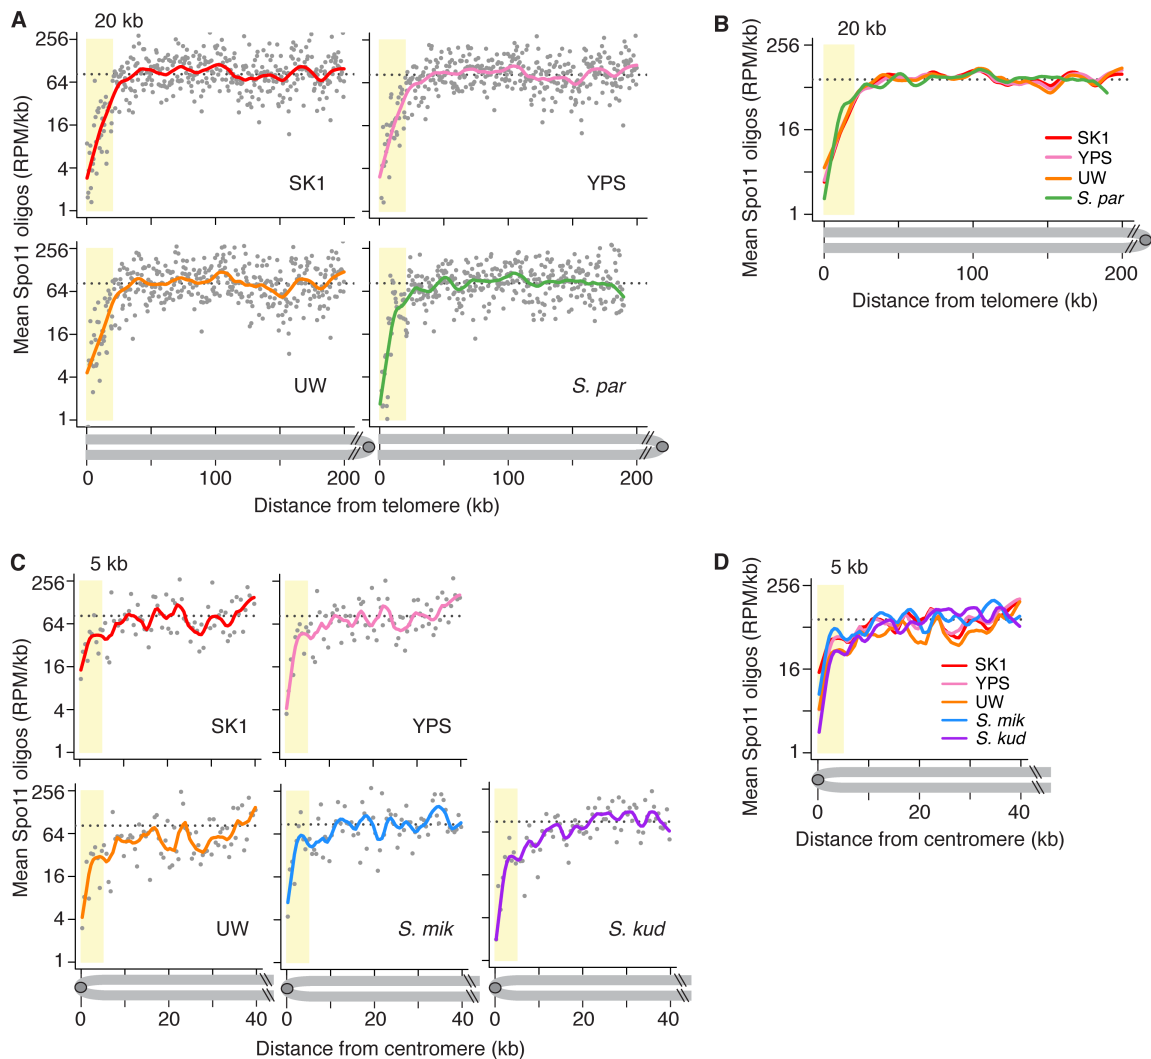 A
20 kb
Mean Spo11 oligos (RPM/kb)
256
64
16
4
1
SK1
YPS
256
64
16
4
1
UW
S. par
0
100
200
0
100
200
Distance from telomere (kb)
B
20 kb
Mean Spo11 oligos (RPM/kb)
256
16
1
SK1
YPS
UW
S. par
0
100
200
Distance from telomere (kb)
C
5 kb
Mean Spo11 oligos (RPM/kb)
256
64
16
4
1
SK1
YPS
256
64
16
4
1
UW
S. mik
S. kud
0
20
40
0
20
40
0
20
40
Distance from centromere (kb)
D
5 kb
Mean Spo11 oligos (RPM/kb)
256
16
1
SK1
YPS
UW
S. mik
S. kud
0
20
40
Distance from centromere (kb)